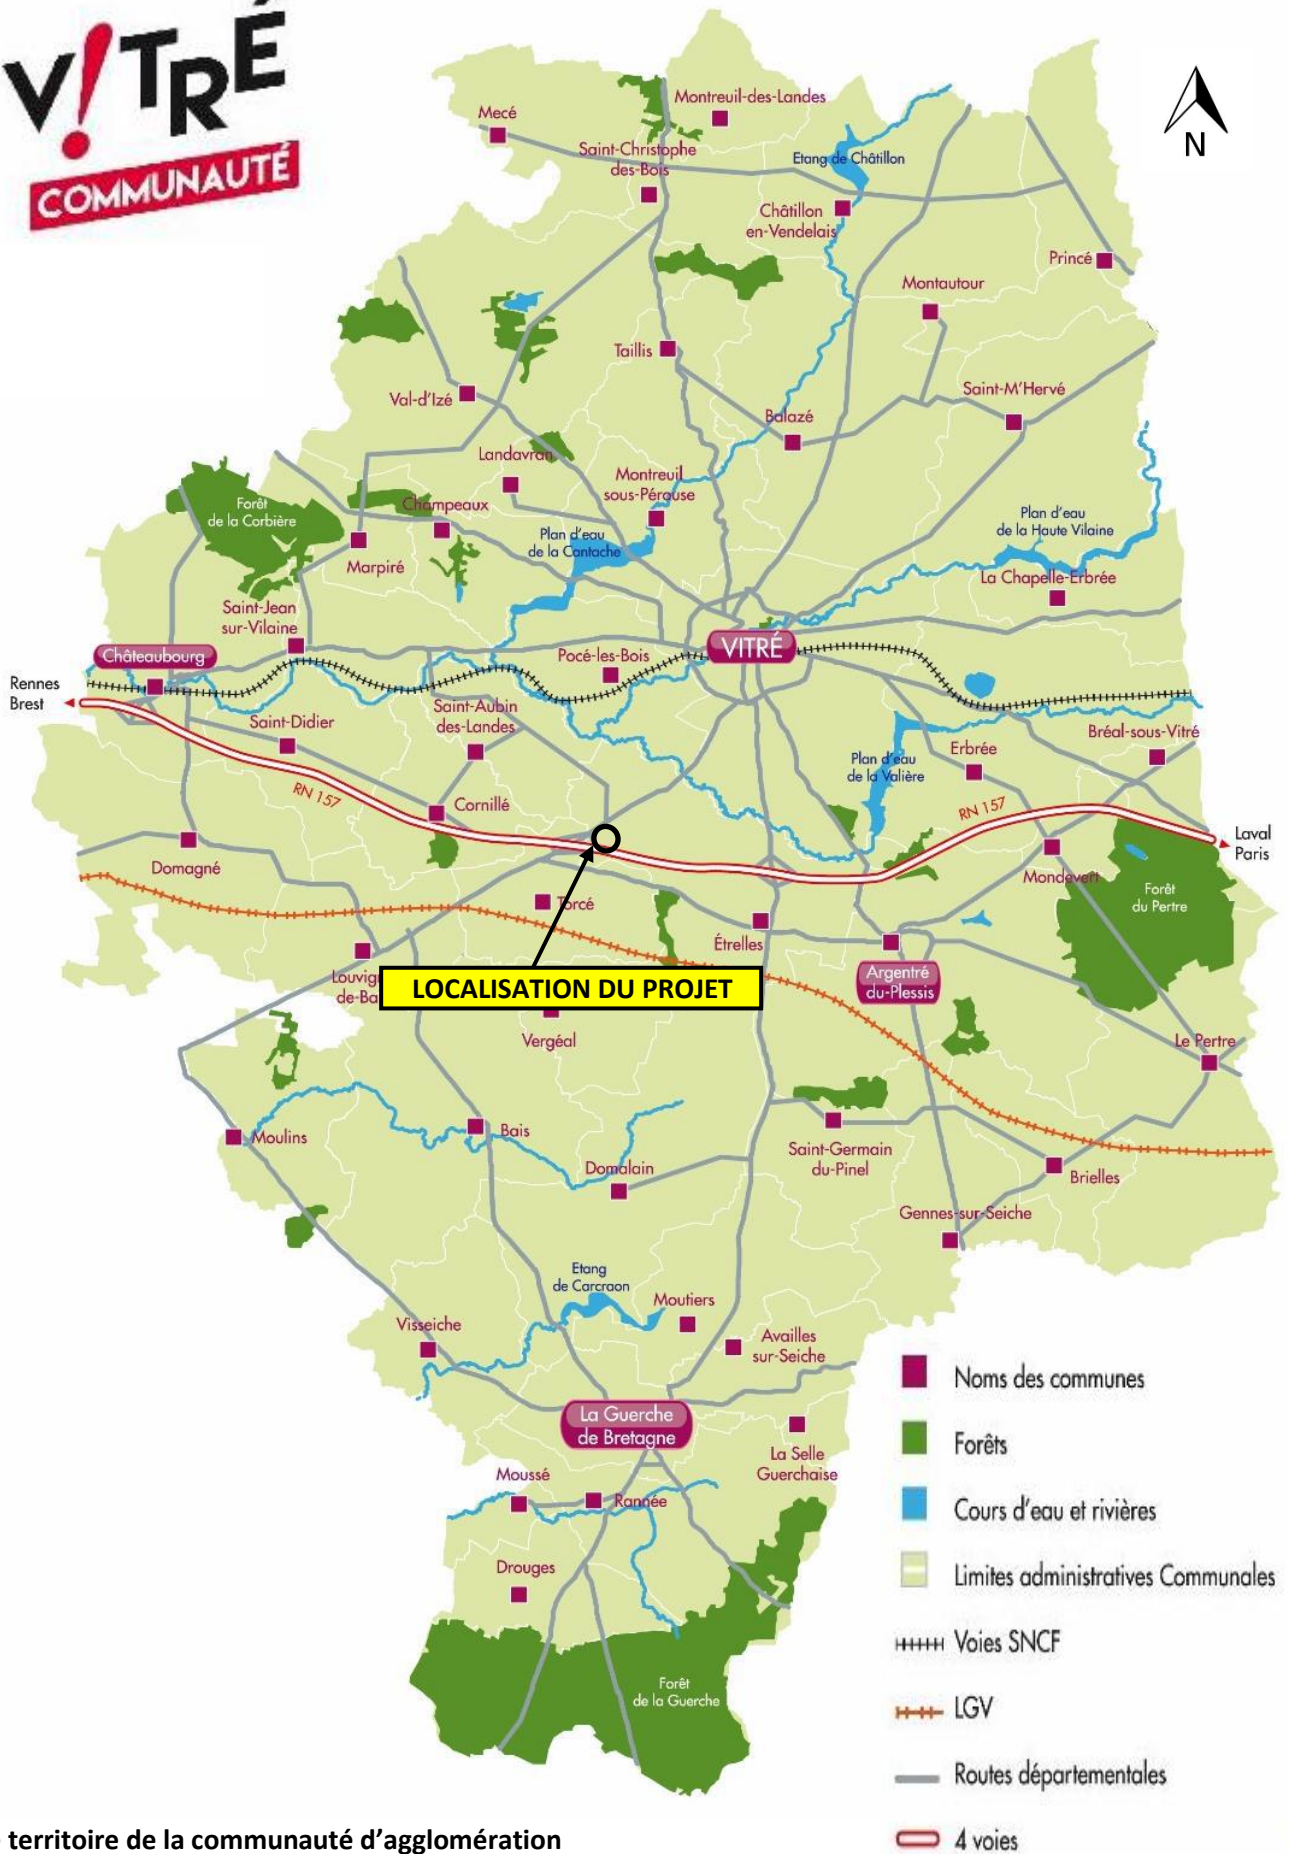 V!TRÉ
COMMUNAUTÉ
N
Mecé
Montreuil-des-Landes
Saint-Christophe
des-Bois
Etang de Châtillon
Châtillon
en-Vendelais
Princé
Montautour
Taillis
Val-d'Izé
Saint-M'Hervé
Balazé
Landavran
Montreuil
sous-Pérouse
Champeaux
Forêt
de la Corbière
Plan d'eau
de la Cantache
Plan d'eau
de la Haute Vilaine
Marpiré
La Chapelle-Erbrée
Saint-Jean
sur-Vilaine
Châteaubourg
VITRÉ
Pocé-les-Bois
Rennes
Brest
Saint-Aubin
des-Landes
Saint-Didier
Bréal-sous-Vitré
Erbrée
Plan d'eau
de la Valière
RN 157
Cornillé
RN 157
Laval
Paris
Domagné
Mondevert
Forêt
du Pertre
Torcé
Étrelles
Argentré
du-Plessis
Louvig
de-Ba
LOCALISATION DU PROJET
Vergéal
Le Pertre
Moulins
Bais
Saint-Germain
du-Pinel
Domalain
Brielles
Gennes-sur-Seiche
Etang
de Carcraon
Moutiers
Visseiche
Availles
sur-Seiche
La Guerche
de Bretagne
La Selle
Guerchaise
Moussé
Rannée
Drouges
Forêt
de la Guerche
Noms des communes
Forêts
Cours d'eau et rivières
Limites administratives Communales
Voies SNCF
LGV
Routes départementales
4 voies
territoire de la communauté d'agglomération